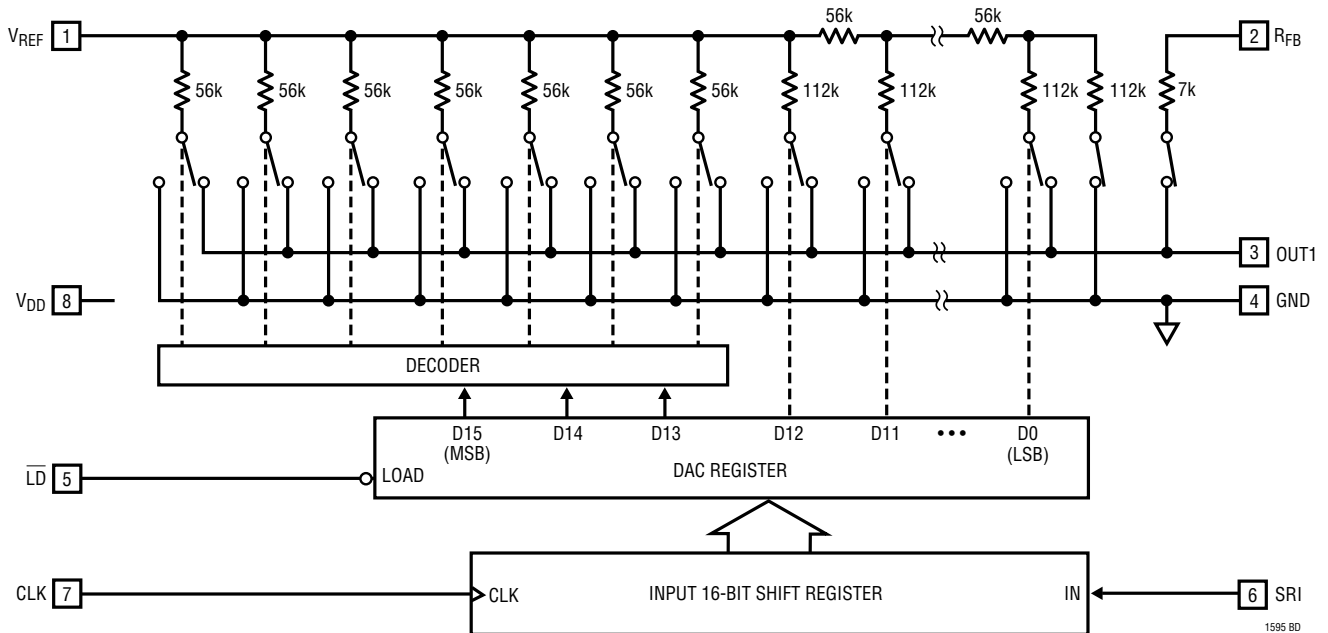 56k 56k
VREF 1 2 RFB
56k 56k 56k 56k 56k 56k 56k 112k 112k 112k 112k 7k
3 OUT1
VDD 8 4 GND
DECODER
D15 D14 D13 D12 D11 ••• D0
(MSB) (LSB)
LD 5 LOAD DAC REGISTER
CLK 7 CLK INPUT 16-BIT SHIFT REGISTER IN 6 SRI
1595 BD